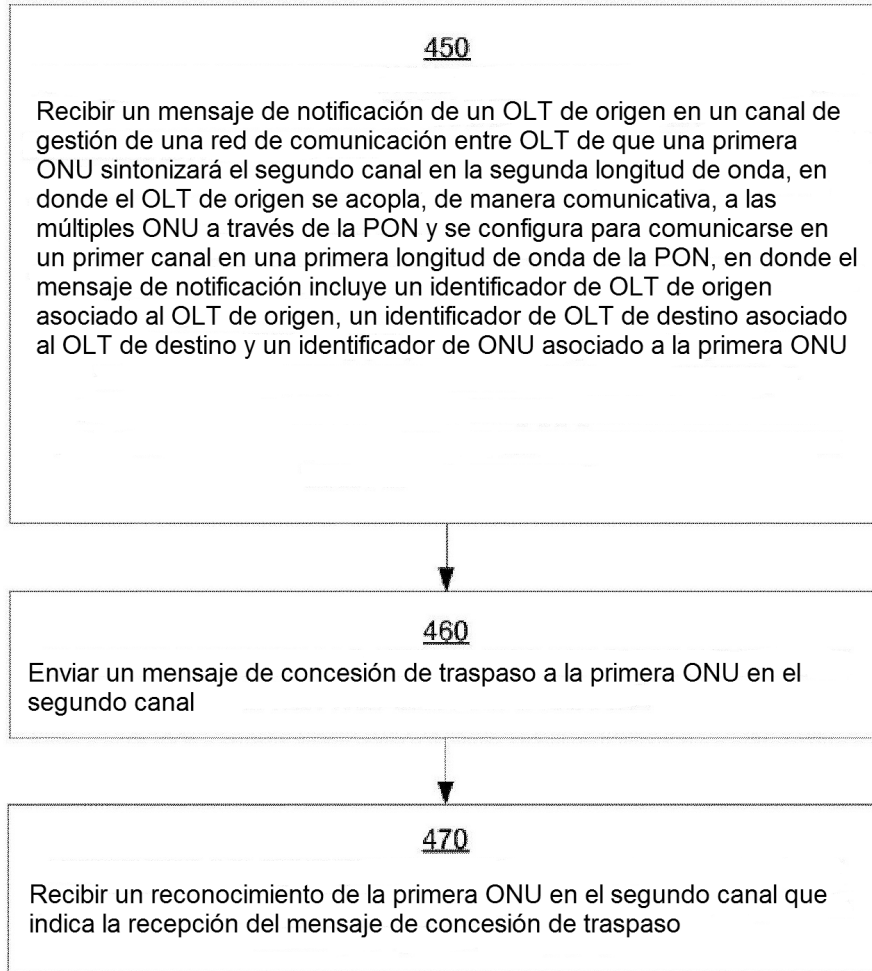 450
Recibir un mensaje de notificación de un OLT de origen en un canal de
gestión de una red de comunicación entre OLT de que una primera
ONU sintonizará el segundo canal en la segunda longitud de onda, en
donde el OLT de origen se acopla, de manera comunicativa, a las
múltiples ONU a través de la PON y se configura para comunicarse en
un primer canal en una primera longitud de onda de la PON, en donde el
mensaje de notificación incluye un identificador de OLT de origen
asociado al OLT de origen, un identificador de OLT de destino asociado
al OLT de destino y un identificador de ONU asociado a la primera ONU
460
Enviar un mensaje de concesión de traspaso a la primera ONU en el
segundo canal
470
Recibir un reconocimiento de la primera ONU en el segundo canal que
indica la recepción del mensaje de concesión de traspaso